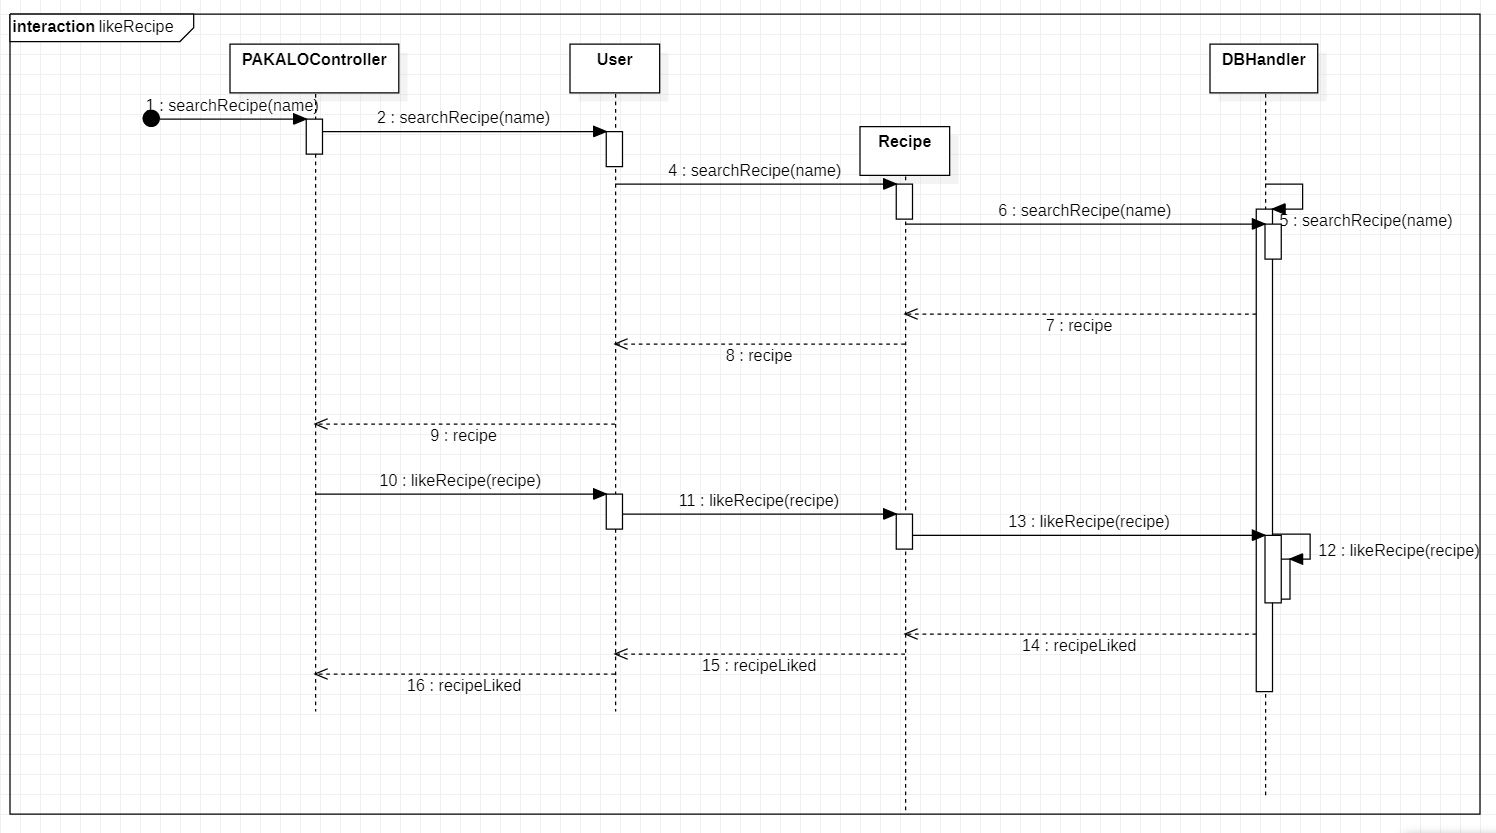 interaction likeRecipe
PAKALOController
User
DBHandler
1 : searchRecipe(name)
2 : searchRecipe(name)
Recipe
4 : searchRecipe(name)
6 : searchRecipe(name)
5 : searchRecipe(name)
7 : recipe
8 : recipe
9 : recipe
10 : likeRecipe(recipe)
11 : likeRecipe(recipe)
13 : likeRecipe(recipe)
12 : likeRecipe(recipe)
14 : recipeLiked
15 : recipeLiked
16 : recipeLiked